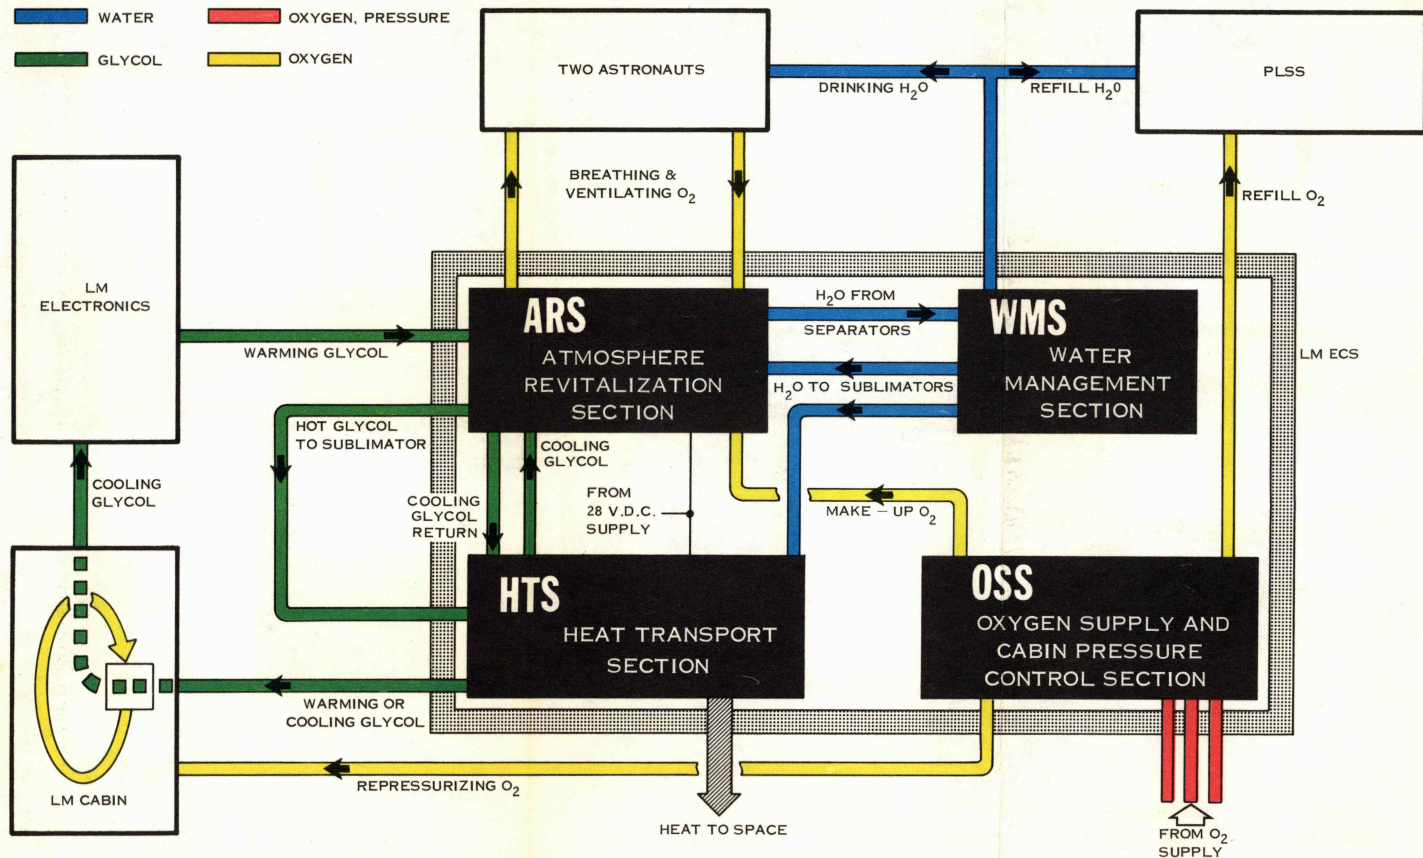 WATER
OXYGEN, PRESSURE
GLYCOL
OXYGEN
TWO ASTRONAUTS
DRINKING H₂O
REFILL H₂0
PLSS
BREATHING &
VENTILATING O₂
REFILL O₂
LM
ELECTRONICS
WARMING GLYCOL
ARS
ATMOSPHERE
REVITALIZATION
SECTION
H₂O FROM
SEPARATORS
H₂O TO SUBLIMATORS
WMS
WATER
MANAGEMENT
SECTION
LM ECS
HOT GLYCOL
TO SUBLIMATOR
COOLING
GLYCOL
COOLING
GLYCOL
COOLING
GLYCOL
RETURN
FROM
28 V.D.C.
SUPPLY
MAKE – UP O₂
HTS
HEAT TRANSPORT
SECTION
OSS
OXYGEN SUPPLY AND
CABIN PRESSURE
CONTROL SECTION
WARMING OR
COOLING GLYCOL
LM CABIN
REPRESSURIZING O₂
HEAT TO SPACE
FROM O₂
SUPPLY